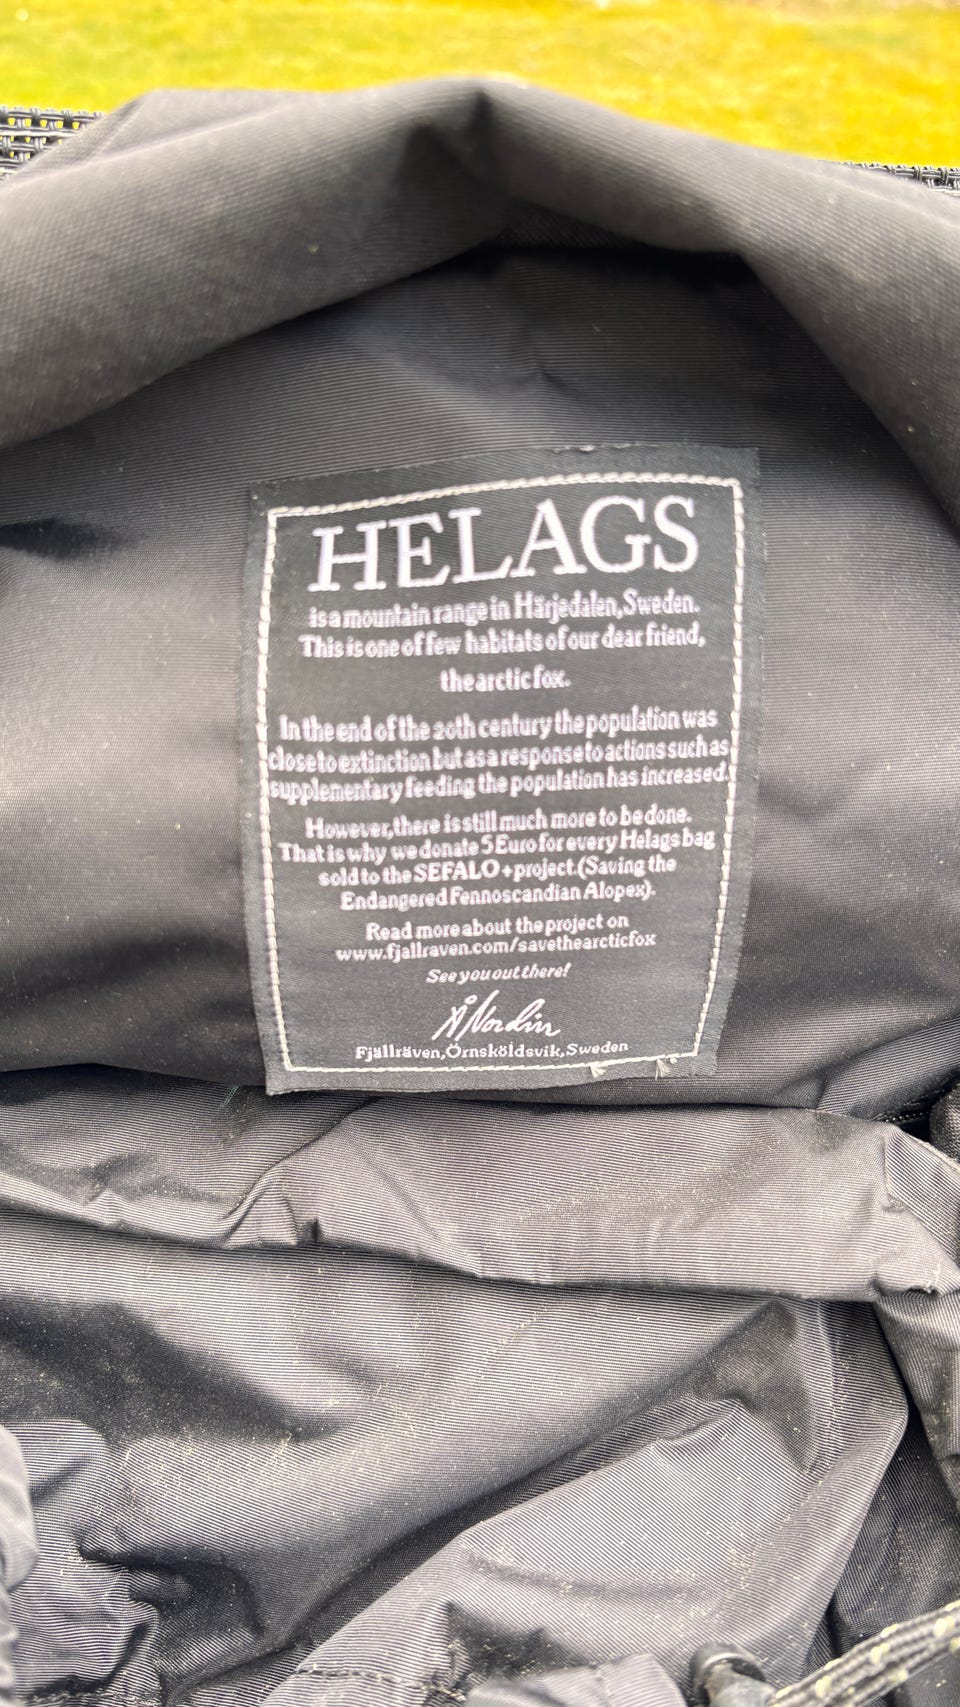 HELAGS
is a mountain range in Härjedalen, Sweden.
This is one of few habitats of our dear friend,
the arctic fox.
In the end of the 20th century the population was
close to extinction but as a response to actions such as
supplementary feeding the population has increased.
However, there is still much more to be done.
That is why we donate 5 Euro for every Helags bag
sold to the SEFALO+project.(Saving the
Endangered Fennoscandian Alopex).
Read more about the project on
www.fjallraven.com/savethearcticfox
See you out there!
Å Nordin
Fjällräven, Örnsköldsvik, Sweden